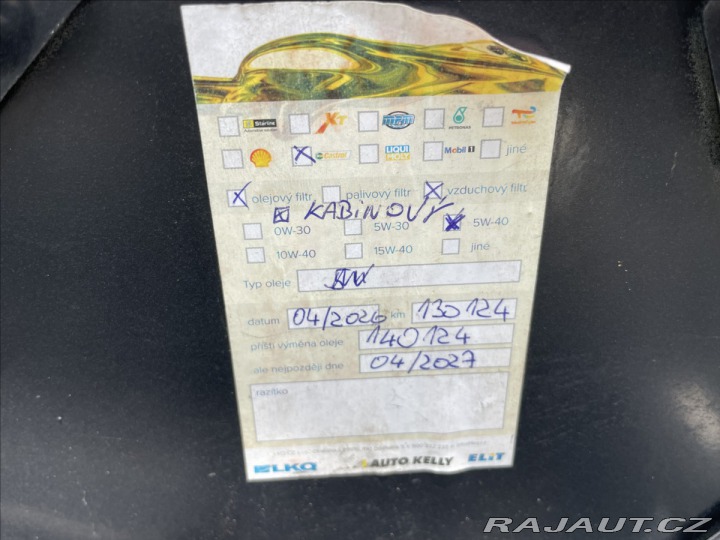 Starline XT PETRONAS
Castrol LIQUI MOLY Mobil 1 jiné
olejový filtr palivový filtr vzduchový filtr
KABINOVÝ
0W-30 5W-30 5W-40
10W-40 15W-40 jiné
Typ oleje
datum 04/2026 km 130124
příští výměna oleje 140124
ale nejpozději dne 04/2027
razítko
LKQ AUTO KELLY ELIT
RAJAUT.CZ